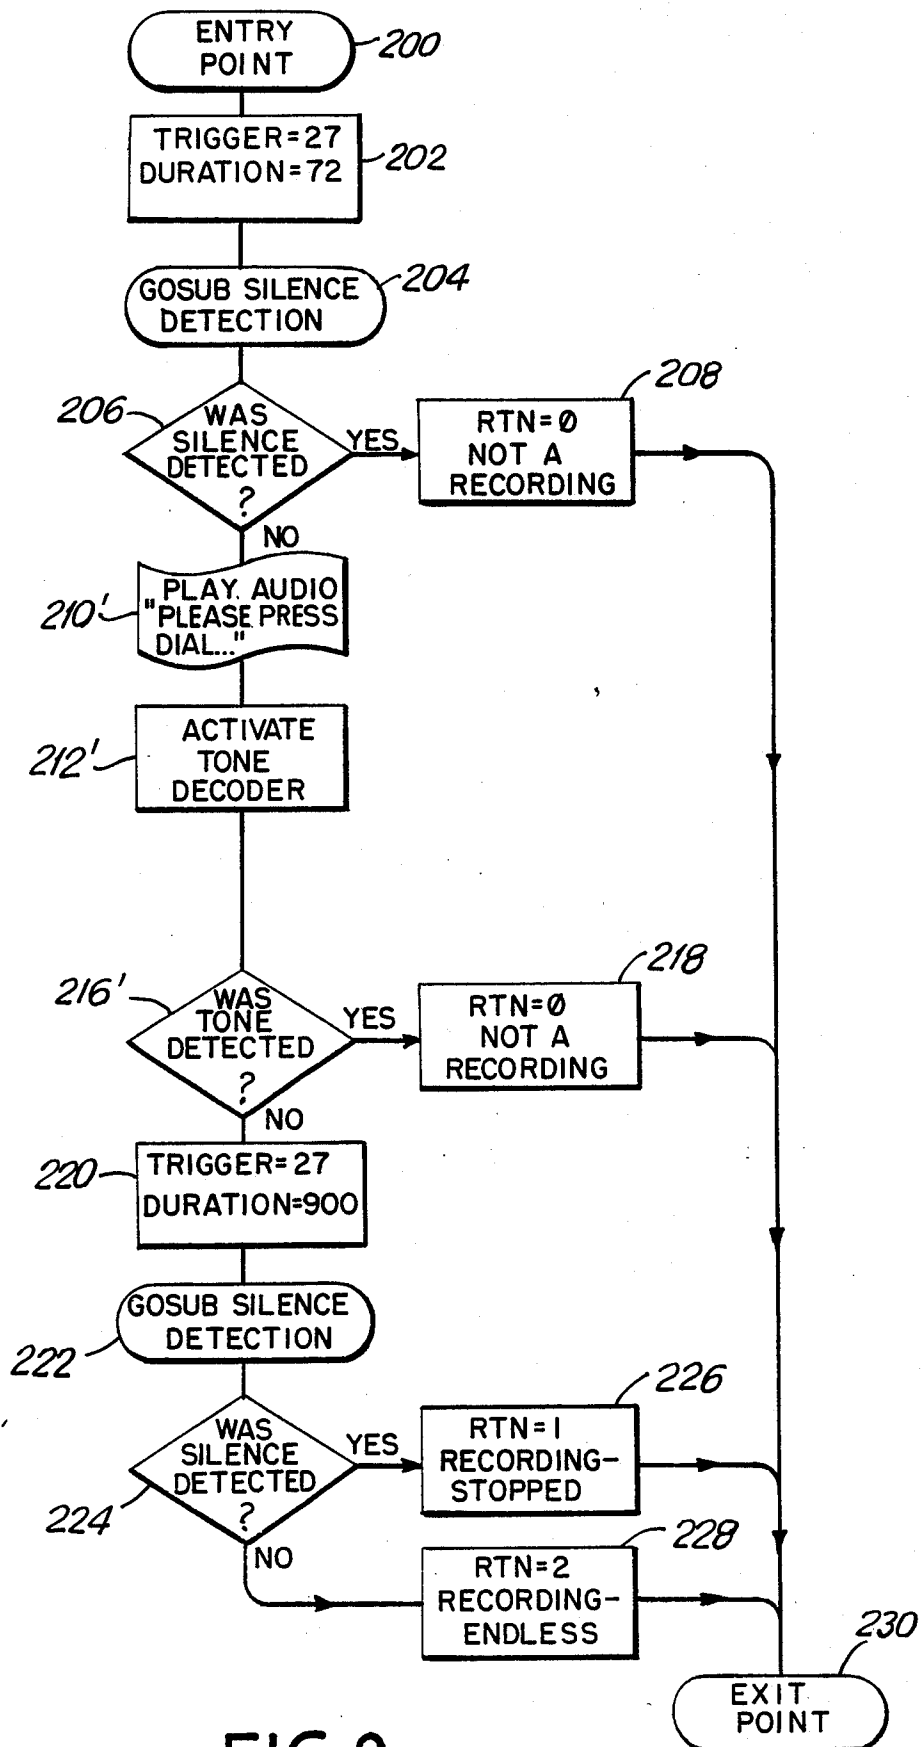 ENTRY
POINT
200
TRIGGER=27
DURATION=72
202
GOSUB SILENCE
DETECTION
204
206
WAS
SILENCE
DETECTED
?
YES
NO
208
RTN=0
NOT A
RECORDING
210'
PLAY. AUDIO
"PLEASE PRESS
DIAL..."
212'
ACTIVATE
TONE
DECODER
216'
WAS
TONE
DETECTED
?
YES
NO
218
RTN=0
NOT A
RECORDING
220
TRIGGER=27
DURATION=900
GOSUB SILENCE
DETECTION
222
WAS
SILENCE
DETECTED
?
224
YES
NO
226
RTN=1
RECORDING-
STOPPED
228
RTN=2
RECORDING-
ENDLESS
230
EXIT
POINT